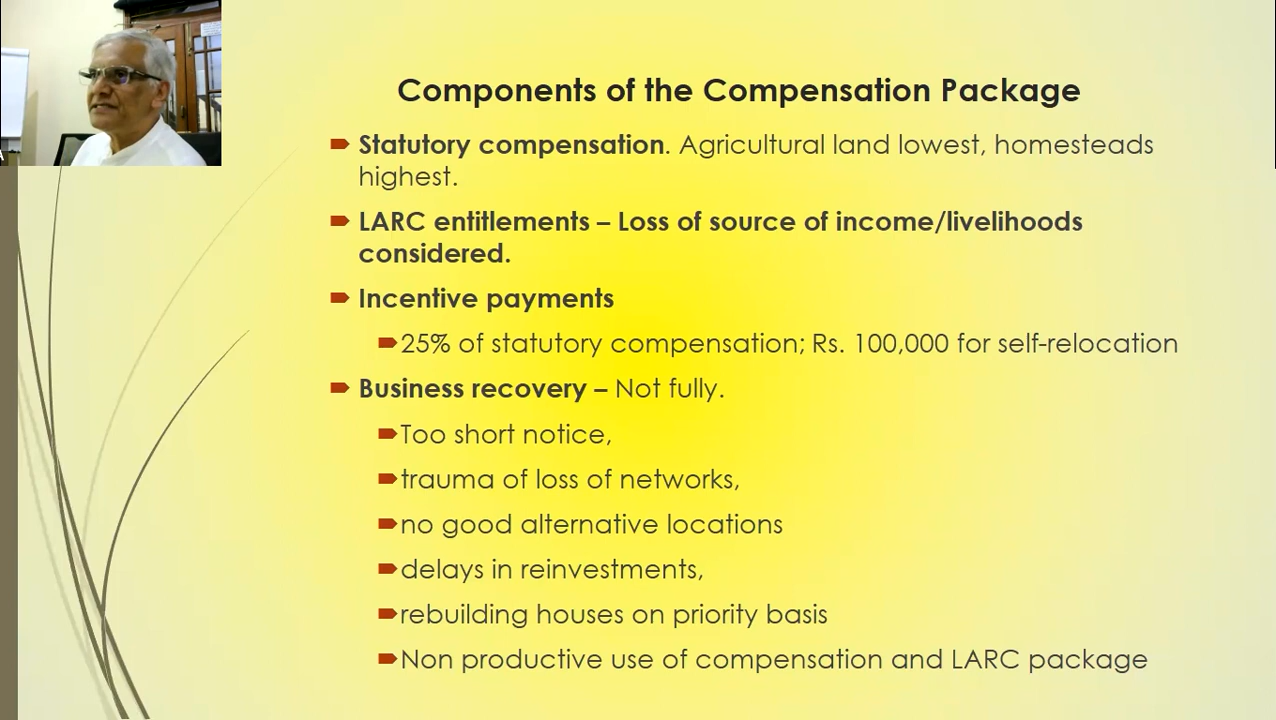 Components of the Compensation Package
Statutory compensation. Agricultural land lowest, homesteads
highest.
LARC entitlements – Loss of source of income/livelihoods
considered.
Incentive payments
25% of statutory compensation; Rs. 100,000 for self-relocation
Business recovery – Not fully.
Too short notice,
trauma of loss of networks,
no good alternative locations
delays in reinvestments,
rebuilding houses on priority basis
Non productive use of compensation and LARC package